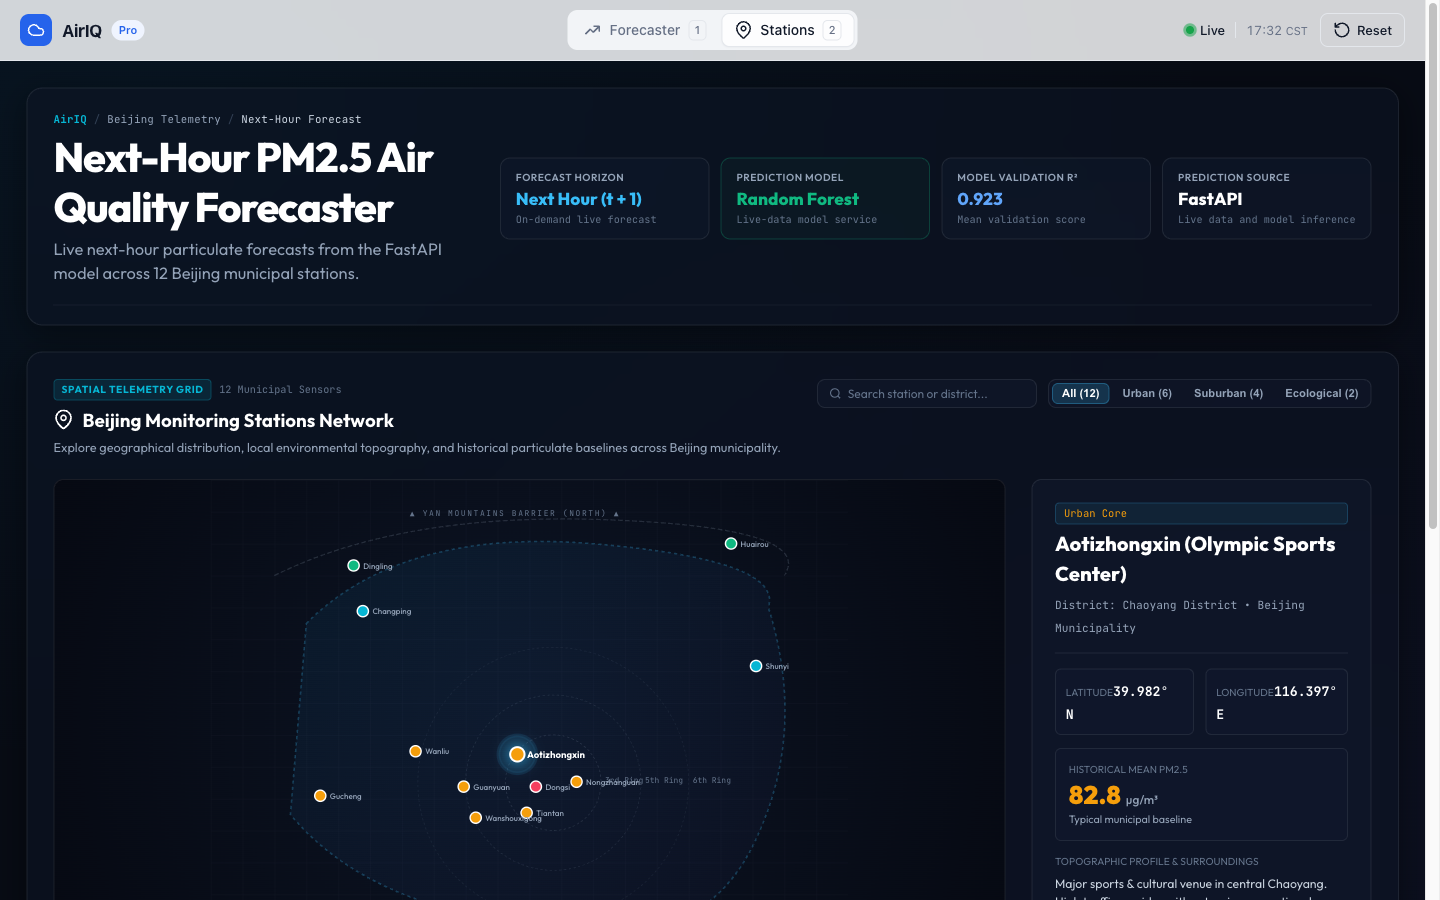 AirIQ Pro
Forecaster 1
Stations 2
Live 17:32 CST
Reset
AirIQ / Beijing Telemetry / Next-Hour Forecast
Next-Hour PM2.5 Air
Quality Forecaster
Live next-hour particulate forecasts from the FastAPI
model across 12 Beijing municipal stations.
FORECAST HORIZON
Next Hour (t + 1)
On-demand live forecast
PREDICTION MODEL
Random Forest
Live-data model service
MODEL VALIDATION R²
0.923
Mean validation score
PREDICTION SOURCE
FastAPI
Live data and model inference
SPATIAL TELEMETRY GRID 12 Municipal Sensors
Beijing Monitoring Stations Network
Explore geographical distribution, local environmental topography, and historical particulate baselines across Beijing municipality.
Search station or district...
All (12) Urban (6) Suburban (4) Ecological (2)
▲ YAN MOUNTAINS BARRIER (NORTH) ▲
Huairou
Dingling
Changping
Shunyi
Wanliu
Aotizhongxin
Nongzhanguan
3rd Ring 5th Ring 6th Ring
Guanyuan
Dongsi
Gucheng
Tiantan
Wanshouxigong
Urban Core
Aotizhongxin (Olympic Sports
Center)
District: Chaoyang District • Beijing
Municipality
LATITUDE 39.982°
N
LONGITUDE 116.397°
E
HISTORICAL MEAN PM2.5
82.8 µg/m³
Typical municipal baseline
TOPOGRAPHIC PROFILE & SURROUNDINGS
Major sports & cultural venue in central Chaoyang.